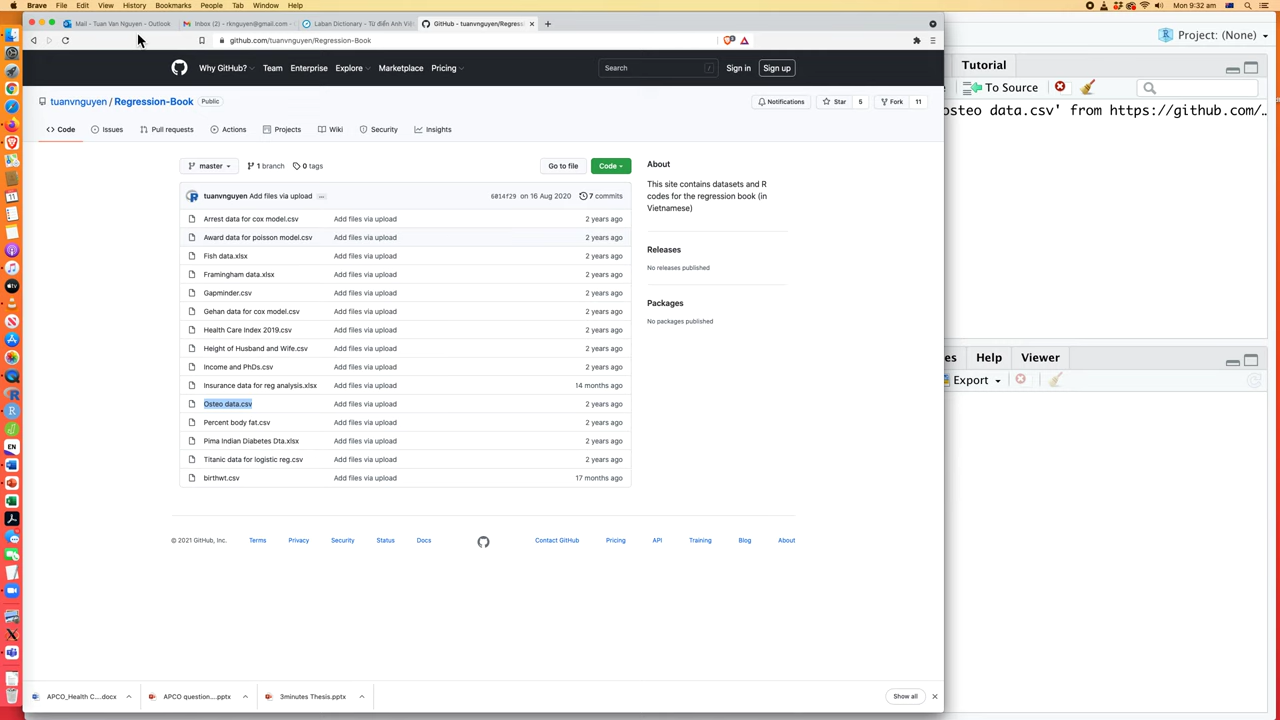 Brave File Edit View History Bookmarks People Tab Window Help
Mon 9:32 am
Mail - Tuan Van Nguyen - Outlook
Inbox (2) - rknguyen@gmail.com
Laban Dictionary - Từ điển Anh Việ
GitHub - tuanvnguyen/Regress
github.com/tuanvnguyen/Regression-Book
Why GitHub? Team Enterprise Explore Marketplace Pricing
Search /
Sign in Sign up
tuanvnguyen / Regression-Book Public
Notifications Star 5 Fork 11
Code Issues Pull requests Actions Projects Wiki Security Insights
master 1 branch 0 tags Go to file Code
tuanvnguyen Add files via upload ... 6014f29 on 16 Aug 2020 7 commits
Arrest data for cox model.csv Add files via upload 2 years ago
Award data for poisson model.csv Add files via upload 2 years ago
Fish data.xlsx Add files via upload 2 years ago
Framingham data.xlsx Add files via upload 2 years ago
Gapminder.csv Add files via upload 2 years ago
Gehan data for cox model.csv Add files via upload 2 years ago
Health Care Index 2019.csv Add files via upload 2 years ago
Height of Husband and Wife.csv Add files via upload 2 years ago
Income and PhDs.csv Add files via upload 2 years ago
Insurance data for reg analysis.xlsx Add files via upload 14 months ago
Osteo data.csv Add files via upload 2 years ago
Percent body fat.csv Add files via upload 2 years ago
Pima Indian Diabetes Dta.xlsx Add files via upload 2 years ago
Titanic data for logistic reg.csv Add files via upload 2 years ago
birthwt.csv Add files via upload 17 months ago
About
This site contains datasets and R
codes for the regression book (in
Vietnamese)
Releases
No releases published
Packages
No packages published
© 2021 GitHub, Inc. Terms Privacy Security Status Docs Contact GitHub Pricing API Training Blog About
APCO_Health C....docx
APCO question....pptx
3minutes Thesis.pptx
Show all
Project: (None)
Tutorial
To Source
osteo data.csv' from https://github.com/…
es Help Viewer
Export
EN